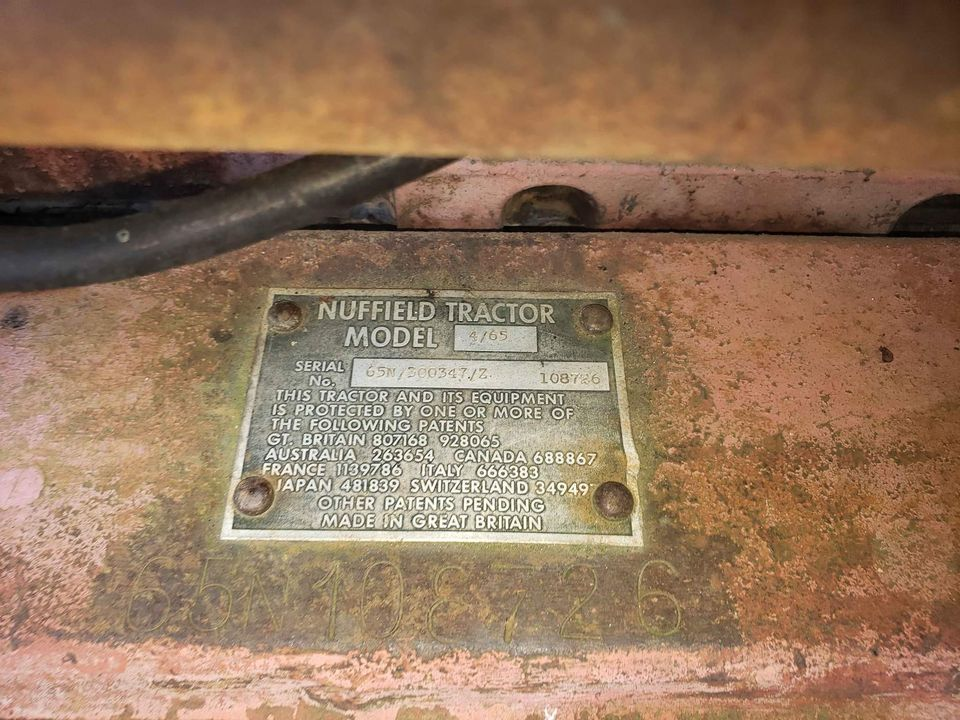 NUFFIELD TRACTOR
MODEL 4/65
SERIAL No. 65N/300347/Z. 108726
THIS TRACTOR AND ITS EQUIPMENT
IS PROTECTED BY ONE OR MORE OF
THE FOLLOWING PATENTS
GT. BRITAIN 807168 928065
AUSTRALIA 263654 CANADA 688867
FRANCE 1139786 ITALY 666383
JAPAN 481839 SWITZERLAND
OTHER PATENTS PENDING
MADE IN GREAT BRITAIN
65N108726